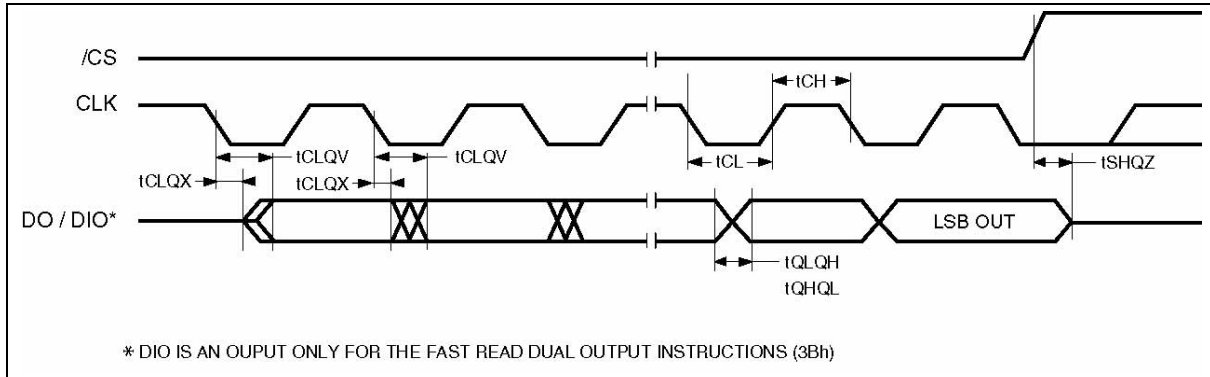 /CS
CLK
tCH
tCLQV
tCLQV
tCL
tSHQZ
tCLQX
tCLQX
DO / DIO*
LSB OUT
tQLQH
tQHQL
* DIO IS AN OUPUT ONLY FOR THE FAST READ DUAL OUTPUT INSTRUCTIONS (3Bh)